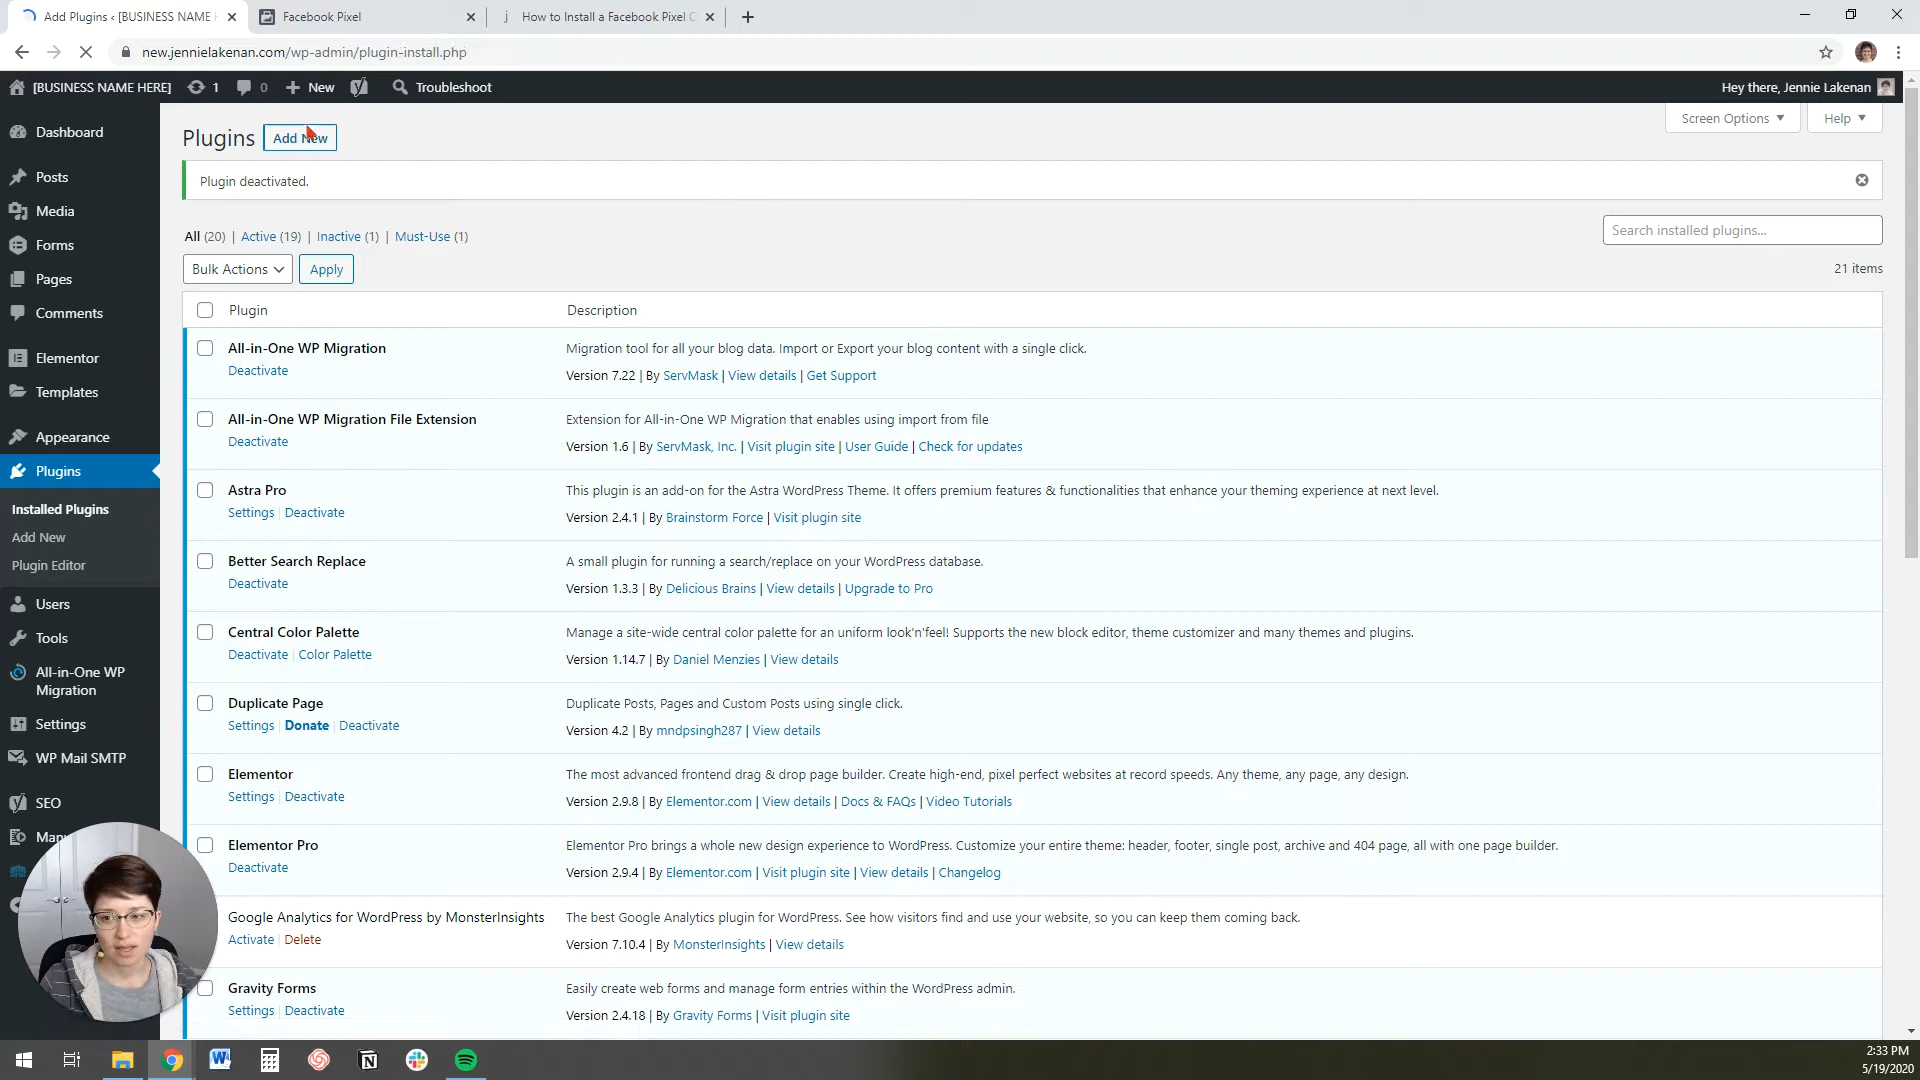 Add Plugins ‹ [BUSINESS NAME
Facebook Pixel
How to Install a Facebook Pixel
new.jennielakenan.com/wp-admin/plugin-install.php
[BUSINESS NAME HERE] 1 0 New Troubleshoot
Hey there, Jennie Lakenan
Dashboard
Posts
Media
Forms
Pages
Comments
Elementor
Templates
Appearance
Plugins
Installed Plugins
Add New
Plugin Editor
Users
Tools
All-in-One WP
Migration
Settings
WP Mail SMTP
SEO
Screen Options
Help
Plugins Add New
Plugin deactivated.
All (20) | Active (19) | Inactive (1) | Must-Use (1)
Search installed plugins...
Bulk Actions Apply
21 items
Plugin Description
All-in-One WP Migration
Deactivate
Migration tool for all your blog data. Import or Export your blog content with a single click.
Version 7.22 | By ServMask | View details | Get Support
All-in-One WP Migration File Extension
Deactivate
Extension for All-in-One WP Migration that enables using import from file
Version 1.6 | By ServMask, Inc. | Visit plugin site | User Guide | Check for updates
Astra Pro
Settings | Deactivate
This plugin is an add-on for the Astra WordPress Theme. It offers premium features & functionalities that enhance your theming experience at next level.
Version 2.4.1 | By Brainstorm Force | Visit plugin site
Better Search Replace
Deactivate
A small plugin for running a search/replace on your WordPress database.
Version 1.3.3 | By Delicious Brains | View details | Upgrade to Pro
Central Color Palette
Deactivate | Color Palette
Manage a site-wide central color palette for an uniform look'n'feel! Supports the new block editor, theme customizer and many themes and plugins.
Version 1.14.7 | By Daniel Menzies | View details
Duplicate Page
Settings | Donate | Deactivate
Duplicate Posts, Pages and Custom Posts using single click.
Version 4.2 | By mndpsingh287 | View details
Elementor
Settings | Deactivate
The most advanced frontend drag & drop page builder. Create high-end, pixel perfect websites at record speeds. Any theme, any page, any design.
Version 2.9.8 | By Elementor.com | View details | Docs & FAQs | Video Tutorials
Elementor Pro
Deactivate
Elementor Pro brings a whole new design experience to WordPress. Customize your entire theme: header, footer, single post, archive and 404 page, all with one page builder.
Version 2.9.4 | By Elementor.com | Visit plugin site | View details | Changelog
Google Analytics for WordPress by MonsterInsights
Activate | Delete
The best Google Analytics plugin for WordPress. See how visitors find and use your website, so you can keep them coming back.
Version 7.10.4 | By MonsterInsights | View details
Gravity Forms
Settings | Deactivate
Easily create web forms and manage form entries within the WordPress admin.
Version 2.4.18 | By Gravity Forms | Visit plugin site
2:33 PM
5/19/2020